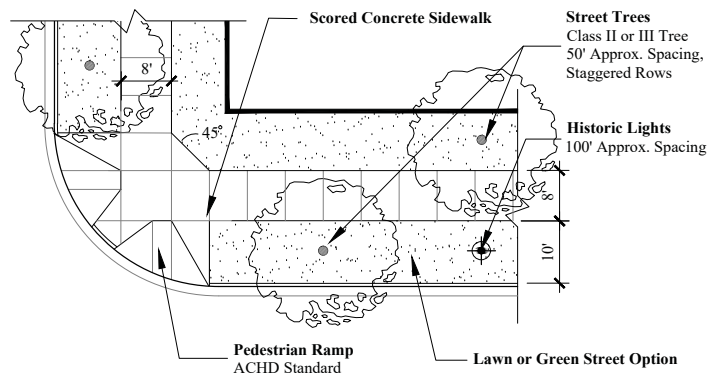 Scored Concrete Sidewalk
Street Trees
Class II or III Tree
50' Approx. Spacing,
Staggered Rows
8'
45°
Historic Lights
100' Approx. Spacing
8'
10'
Pedestrian Ramp
ACHD Standard
Lawn or Green Street Option